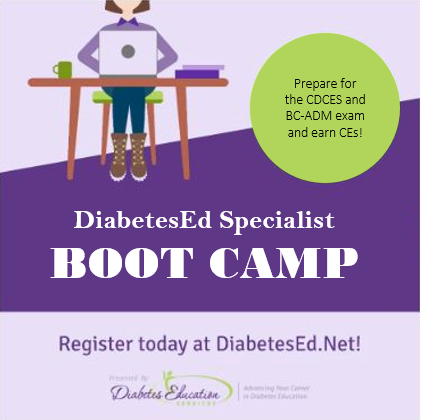 Prepare for
the CDCES and
BC-ADM exam
and earn CEs!
DiabetesEd Specialist
BOOT CAMP
Register today at DiabetesEd.Net!
Presented By
Diabetes Education
SERVICES
Advancing Your Career
in Diabetes Education